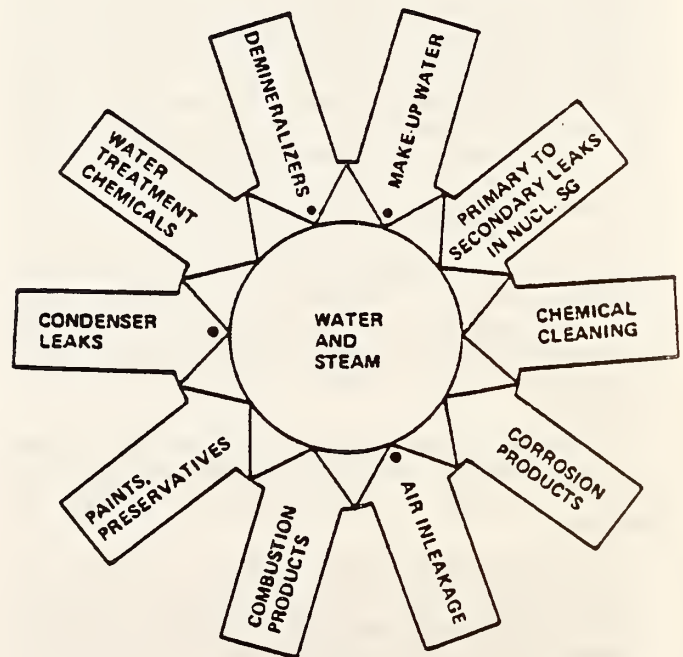 DEMINERALIZERS
MAKE-UP WATER
PRIMARY TO
SECONDARY LEAKS
IN NUCL. SG
CHEMICAL
CLEANING
CORROSION
PRODUCTS
AIR INLEAKAGE
COMBUSTION
PRODUCTS
PAINTS,
PRESERVATIVES
CONDENSER
LEAKS
WATER
TREATMENT
CHEMICALS
WATER
AND
STEAM